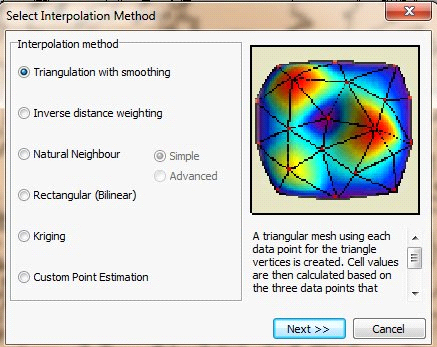 Select Interpolation Method
Interpolation method
Triangulation with smoothing
Inverse distance weighting
Natural Neighbour
Simple
Advanced
Rectangular (Bilinear)
Kriging
Custom Point Estimation
A triangular mesh using each
data point for the triangle
vertices is created. Cell values
are then calculated based on
the three data points that
Next >>
Cancel